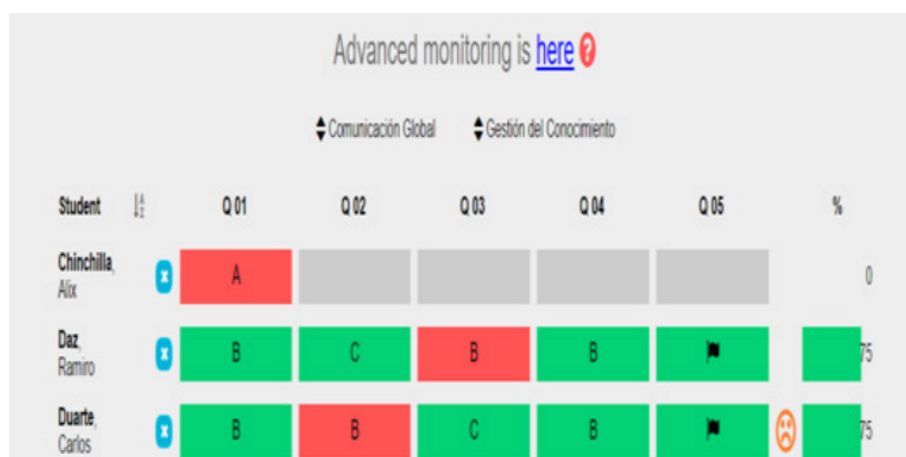 Advanced monitoring is here ?
Comunicación Global Gestión del Conocimiento
Student A Z Q 01 Q 02 Q 03 Q 04 Q 05 %
Chinchilla, Alix x A 0
Daz, Ramiro x B C B B 75
Duarte, Carlos x B B C B 75